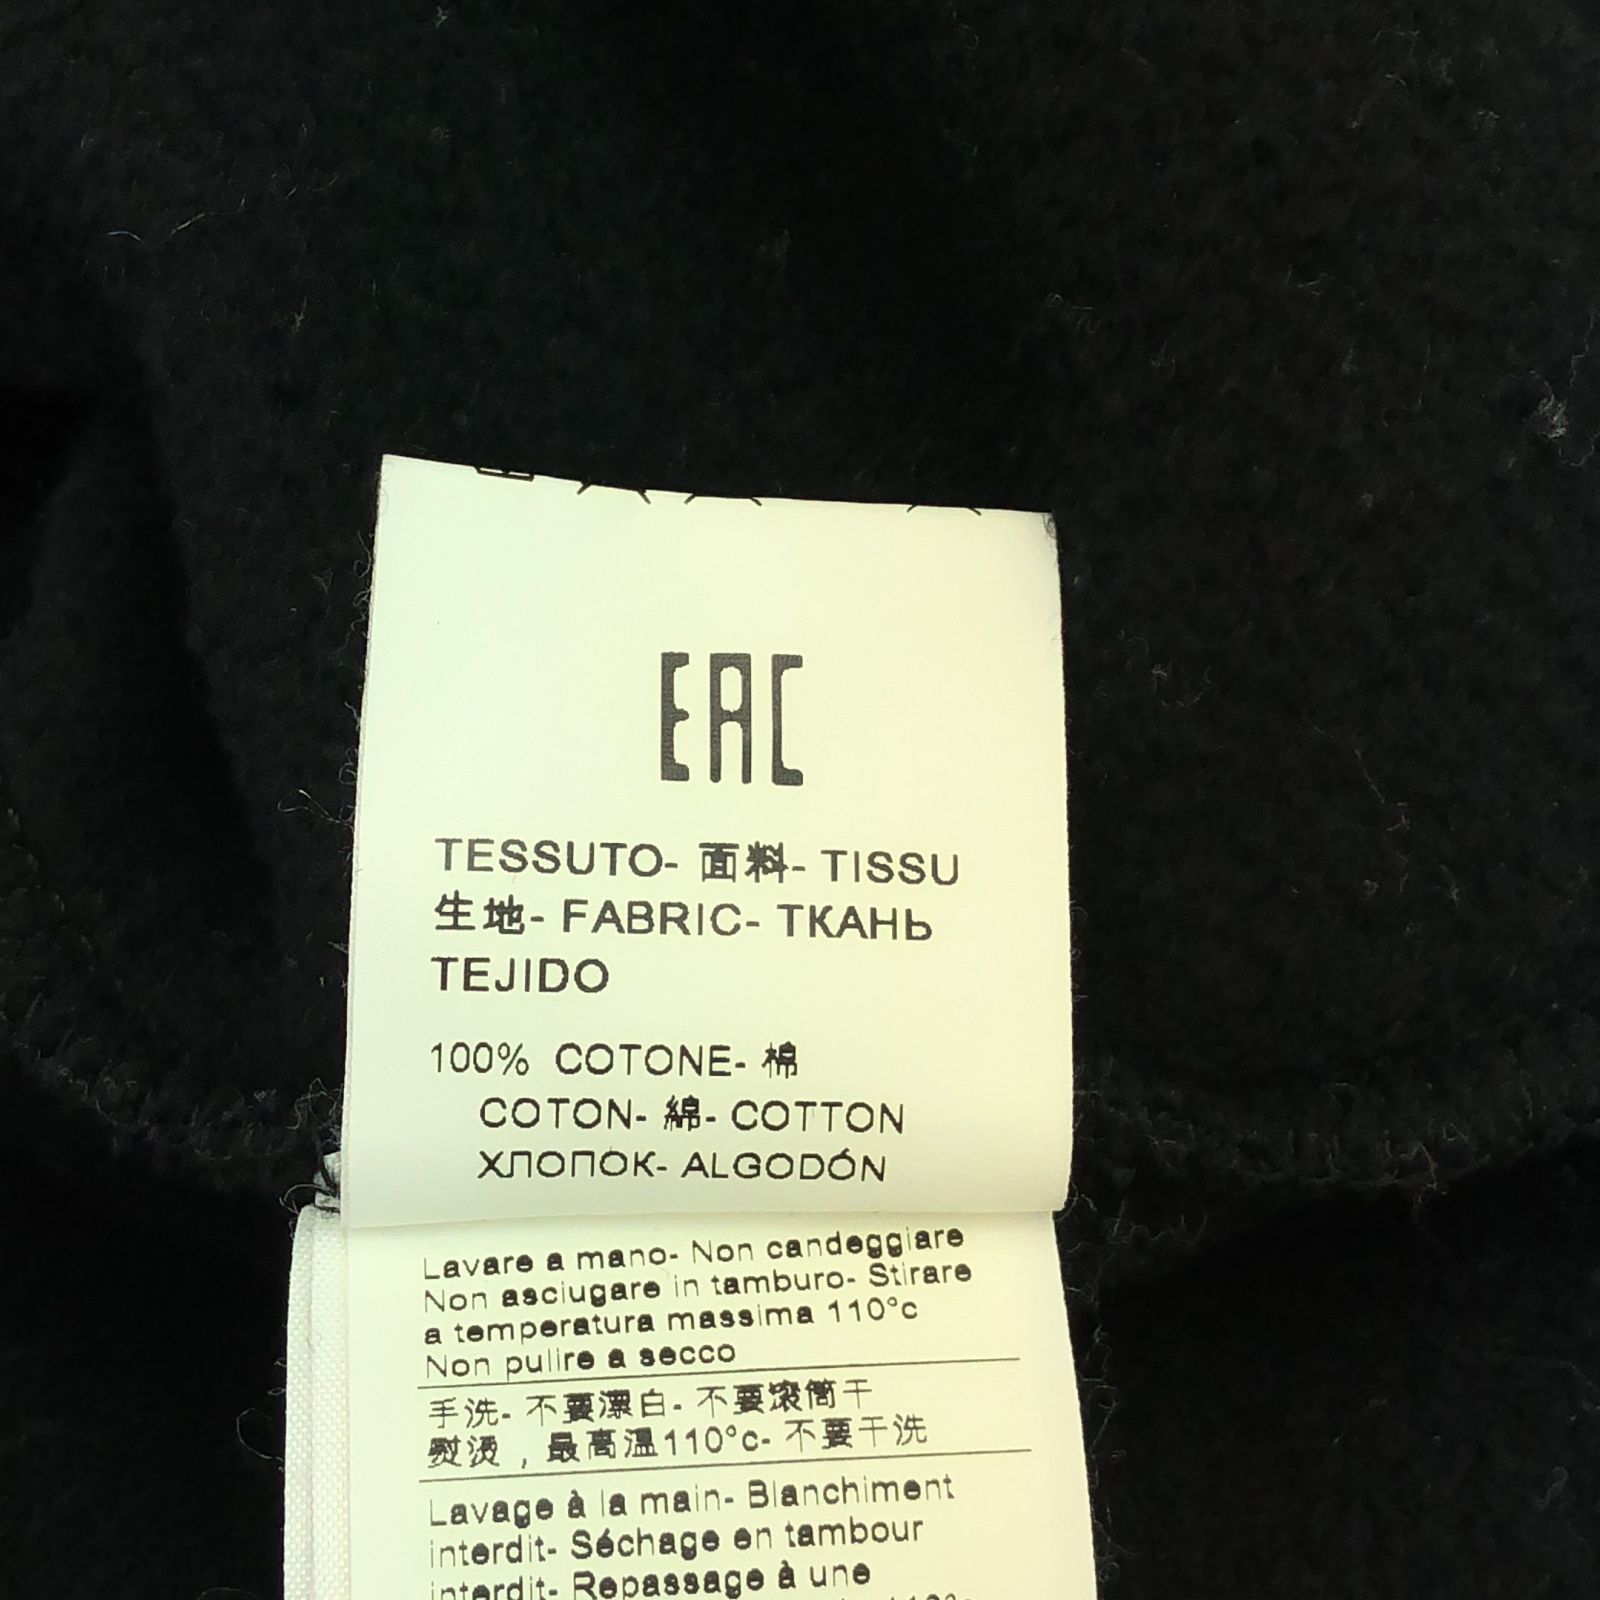 EAC
TESSUTO- 面料- TISSU
生地- FABRIC- ТКАНЬ
TEJIDO
100% COTONE- 棉
COTON- 綿- COTTON
ХЛОПОК- ALGODÓN
Lavare a mano- Non candeggiare
Non asciugare in tamburo- Stirare
a temperatura massima 110°c
Non pulire a secco
手洗- 不要漂白- 不要滚筒干
熨烫，最高温110°c- 不要干洗
Lavage à la main- Blanchiment
interdit- Séchage en tambour
interdit- Repassage à une